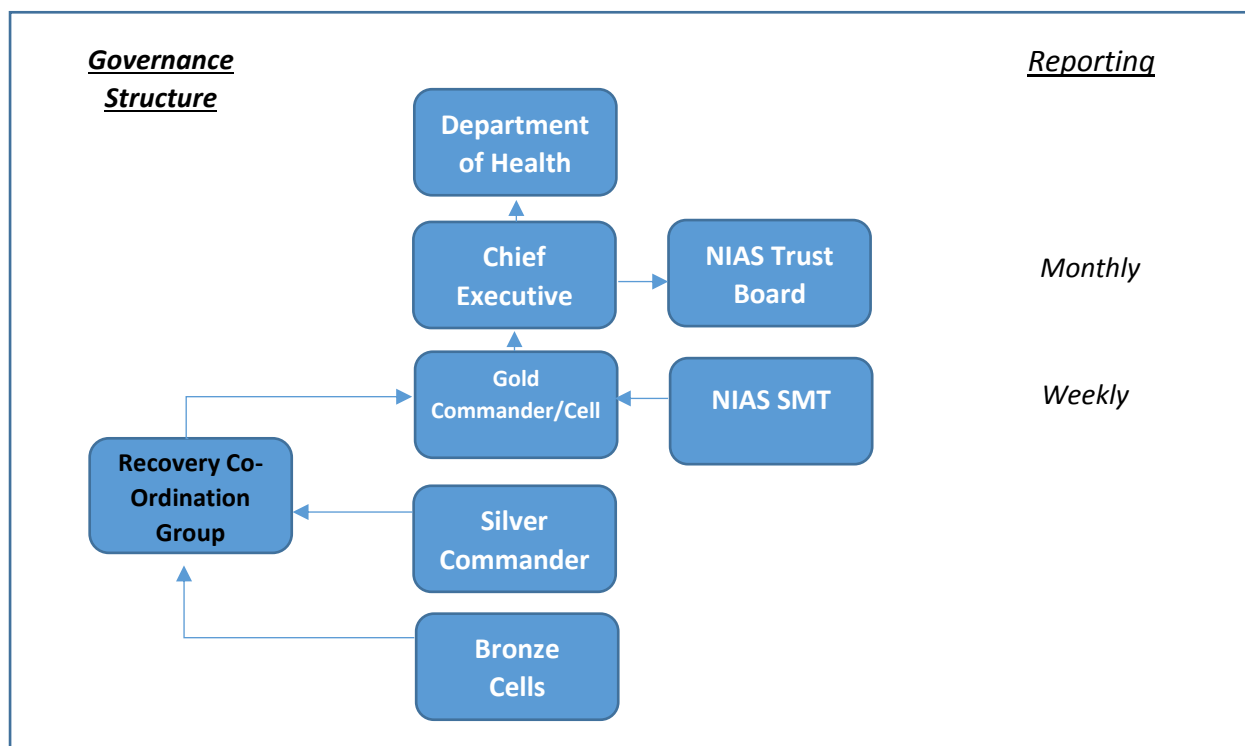 Governance
Structure
Reporting
Department
of Health
Chief
Executive
NIAS Trust
Board
Monthly
Gold
Commander/Cell
NIAS SMT
Weekly
Recovery Co-
Ordination
Group
Silver
Commander
Bronze
Cells